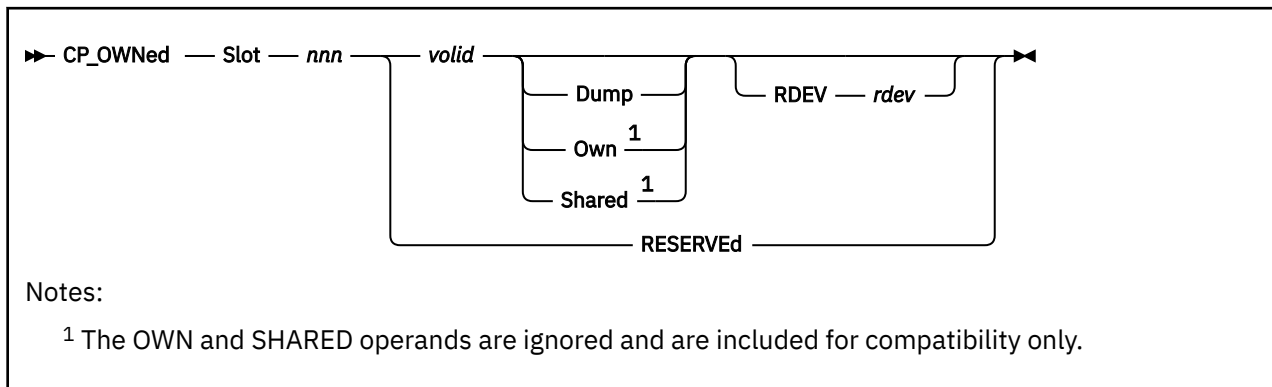 CP_OWNed Slot nnn volid
Dump RDEV rdev
Own 1
Shared 1
RESERVEd
Notes:
1 The OWN and SHARED operands are ignored and are included for compatibility only.